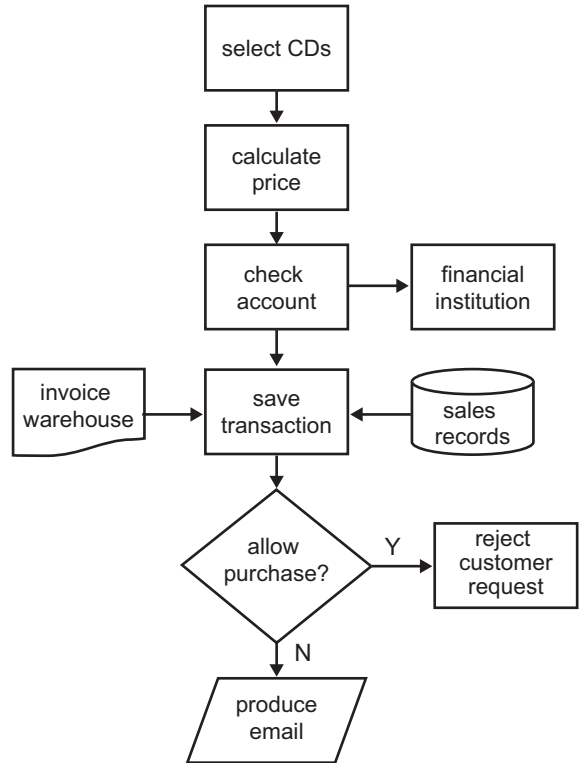 select CDs
calculate
price
check
account
financial
institution
invoice
warehouse
save
transaction
sales
records
allow
purchase?
Y
reject
customer
request
N
produce
email